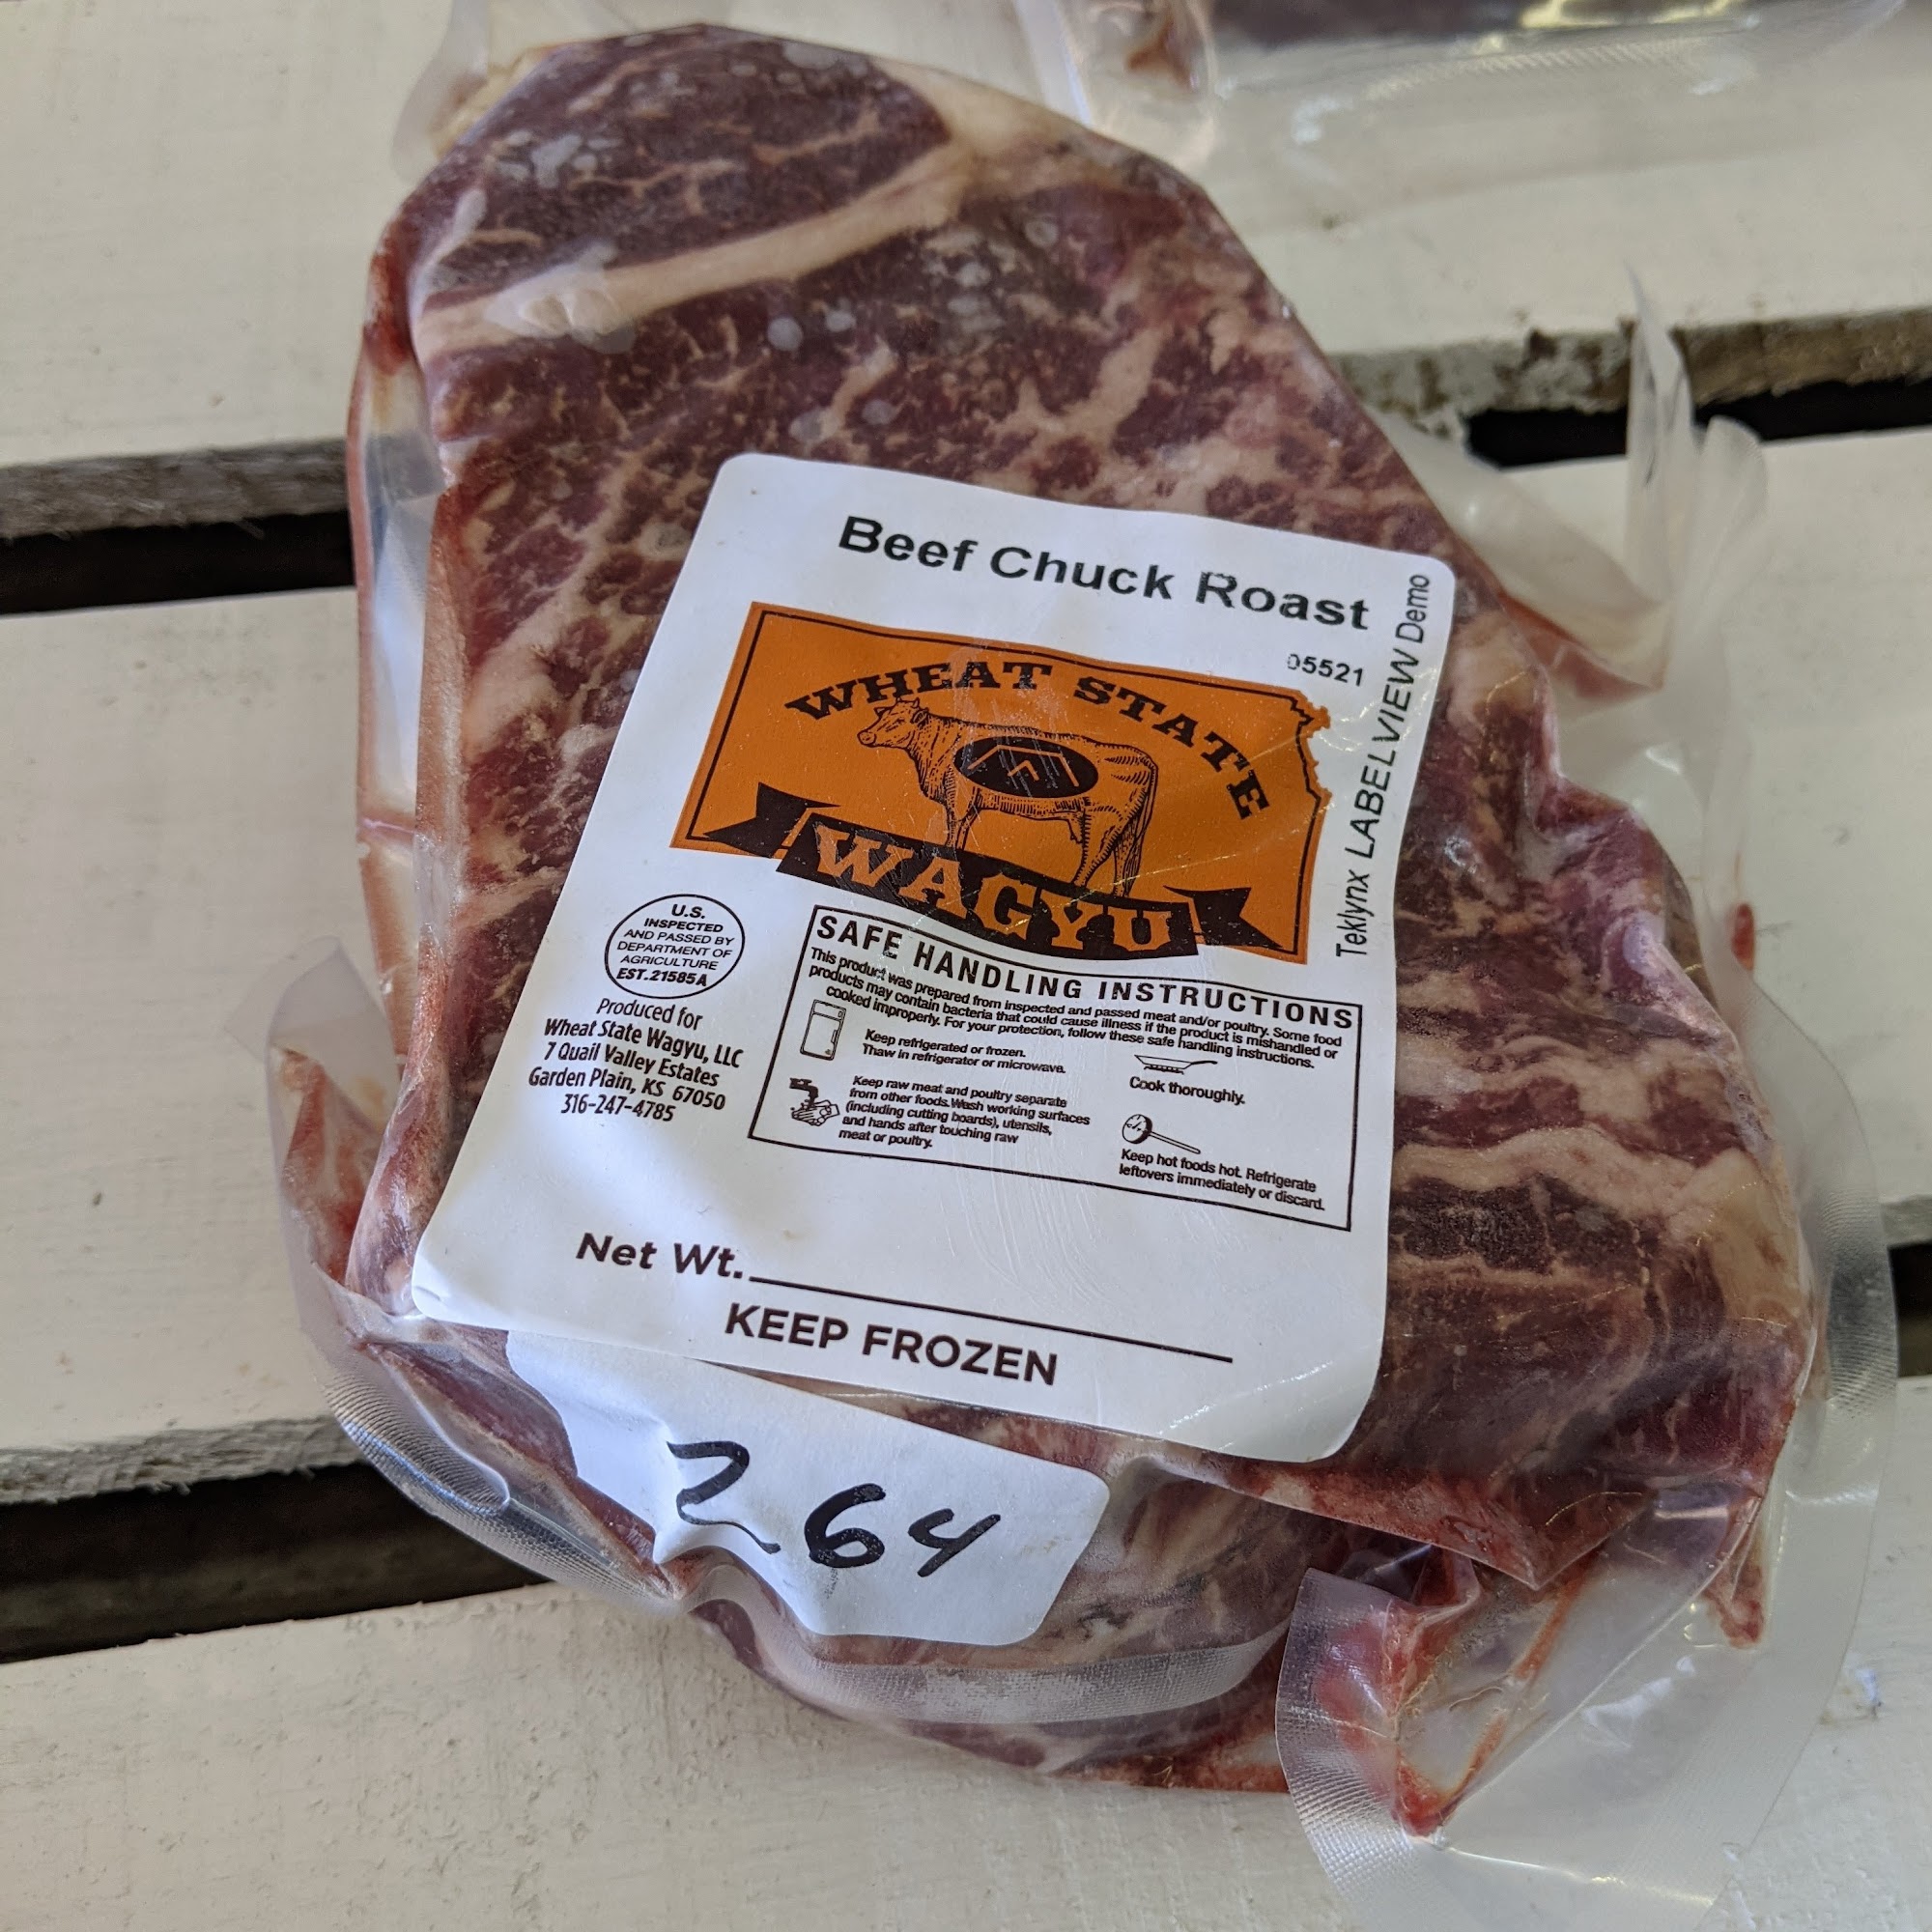 Beef Chuck Roast
05521
Teklynx LABELVIEW Demo
WHEAT STATE
WAGYU
U.S.
INSPECTED
AND PASSED BY
DEPARTMENT OF
AGRICULTURE
EST.21585A
Produced for
Wheat State Wagyu, LLC
7 Quail Valley Estates
Garden Plain, KS 67050
316-247-4785
SAFE HANDLING INSTRUCTIONS
This product was prepared from inspected and passed meat and/or poultry. Some food
products may contain bacteria that could cause illness if the product is mishandled or
cooked improperly. For your protection, follow these safe handling instructions.
Keep refrigerated or frozen.
Thaw in refrigerator or microwave.
Keep raw meat and poultry separate
from other foods. Wash working surfaces
(including cutting boards), utensils,
and hands after touching raw
meat or poultry.
Cook thoroughly.
Keep hot foods hot. Refrigerate
leftovers immediately or discard.
Net Wt.
KEEP FROZEN
2 64